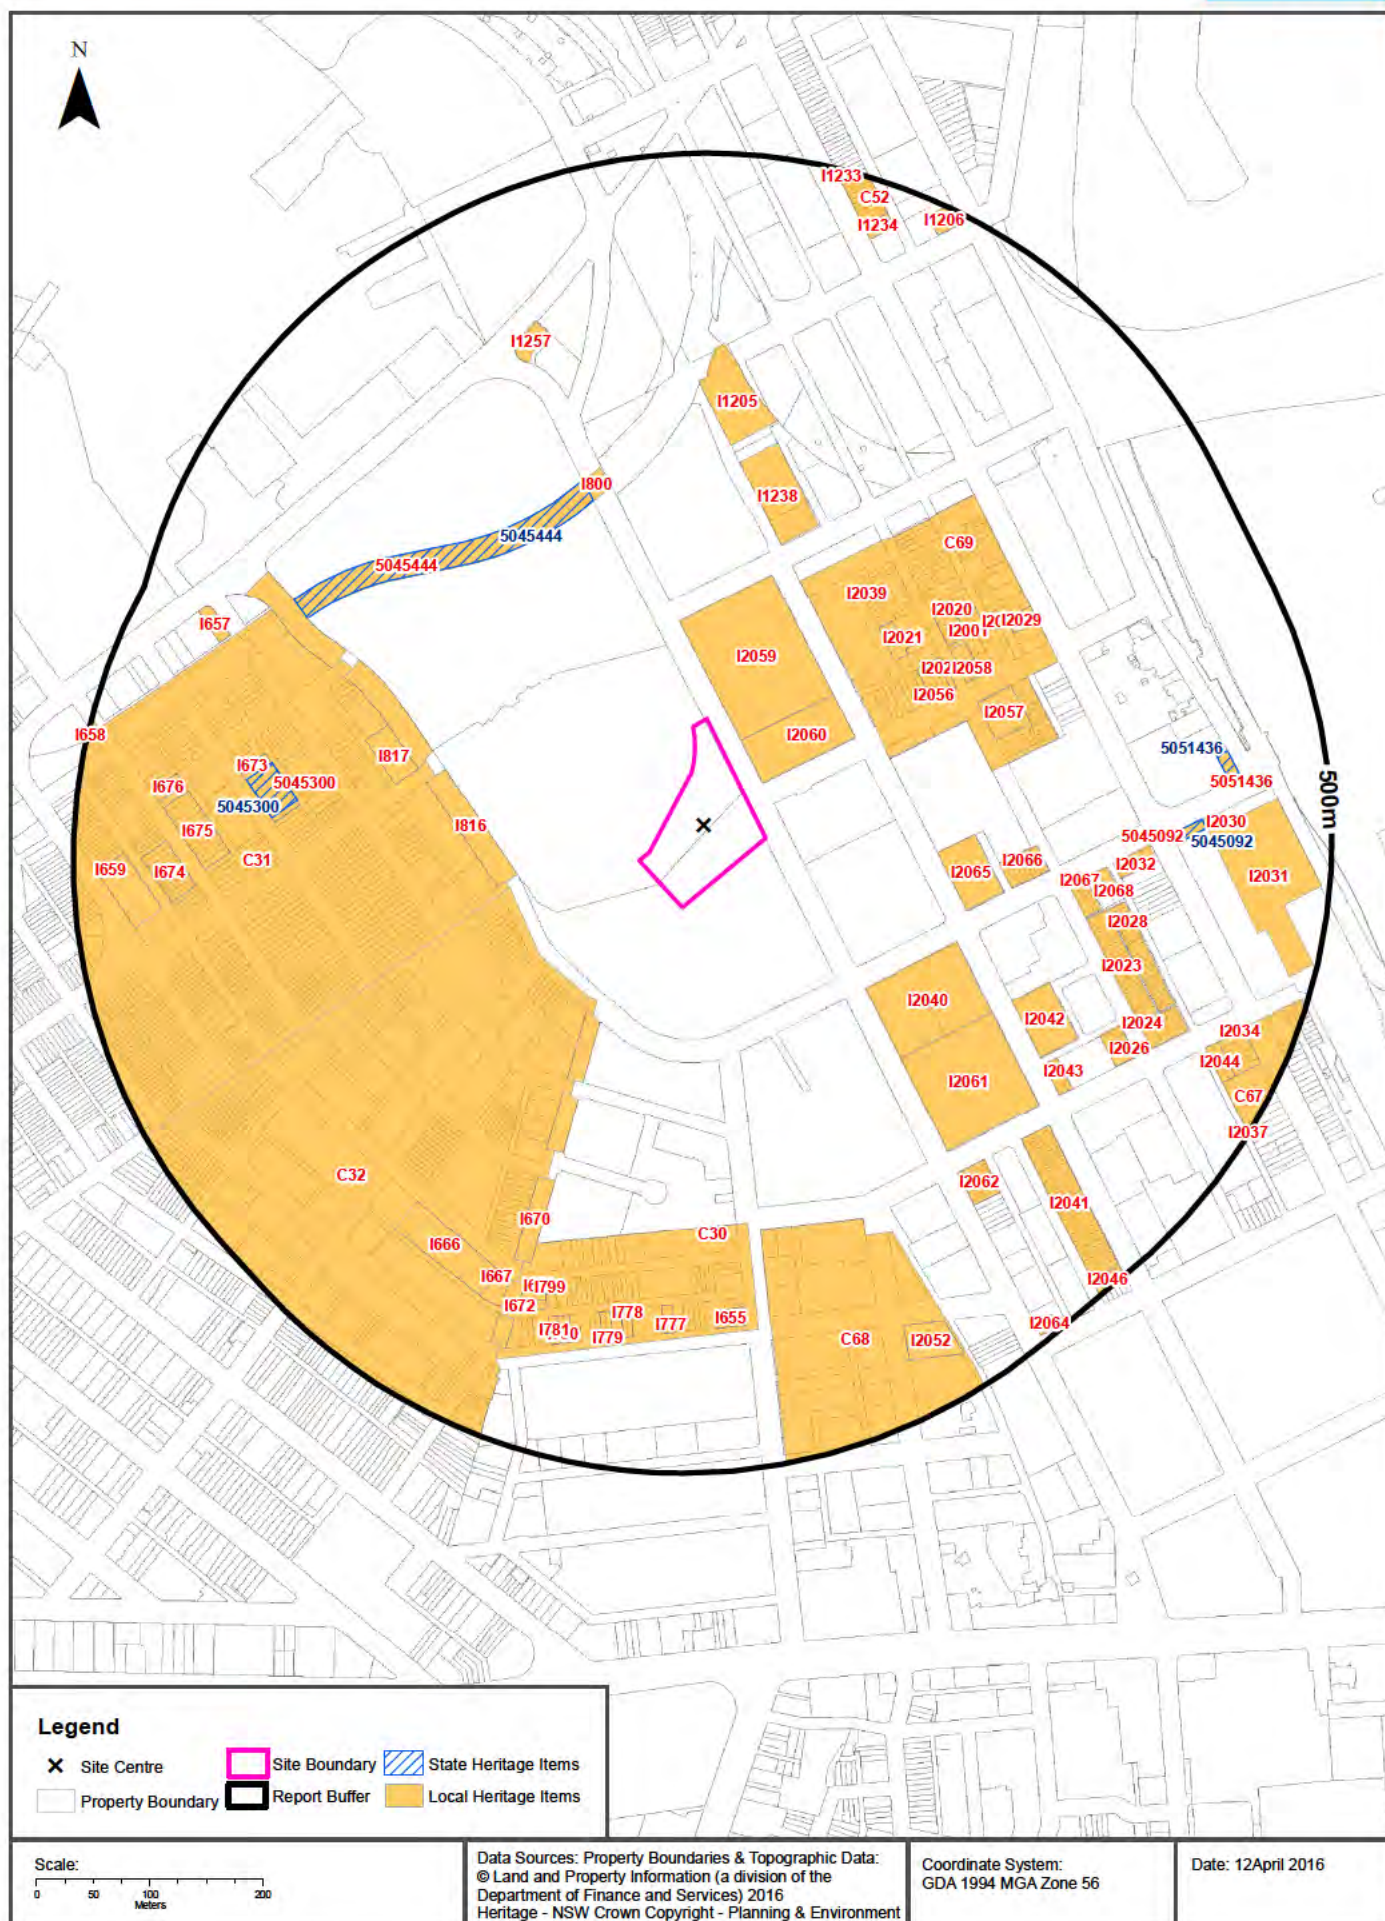 N
I1233
C52
I1234
I1206
I1257
I1205
I800
I1238
5045444
5045444
C69
I2039
I657
I2020
I2029
I2021
I2059
I2058
I2056
I2057
I658
I2060
I817
5051436
I673
5045300
5051436
I676
5045300
500m
I675
I816
I2030
5045092
5045092
C31
I2066
I2032
I659
I674
I2065
I2067
I2031
I2068
I2028
I2023
I2040
I2042
I2024
I2034
I2026
I2044
I2043
I2061
C67
I2037
C32
I2062
I2041
I670
C30
I666
I667
I799
I2046
I672
I778
I655
I777
I2064
I781
I779
C68
I2052
Legend
Site Centre
Site Boundary
State Heritage Items
Property Boundary
Report Buffer
Local Heritage Items
Scale:
0 50 100 200
Meters
Data Sources: Property Boundaries & Topographic Data:
© Land and Property Information (a division of the
Department of Finance and Services) 2016
Heritage - NSW Crown Copyright - Planning & Environment
Coordinate System:
GDA 1994 MGA Zone 56
Date: 12April 2016